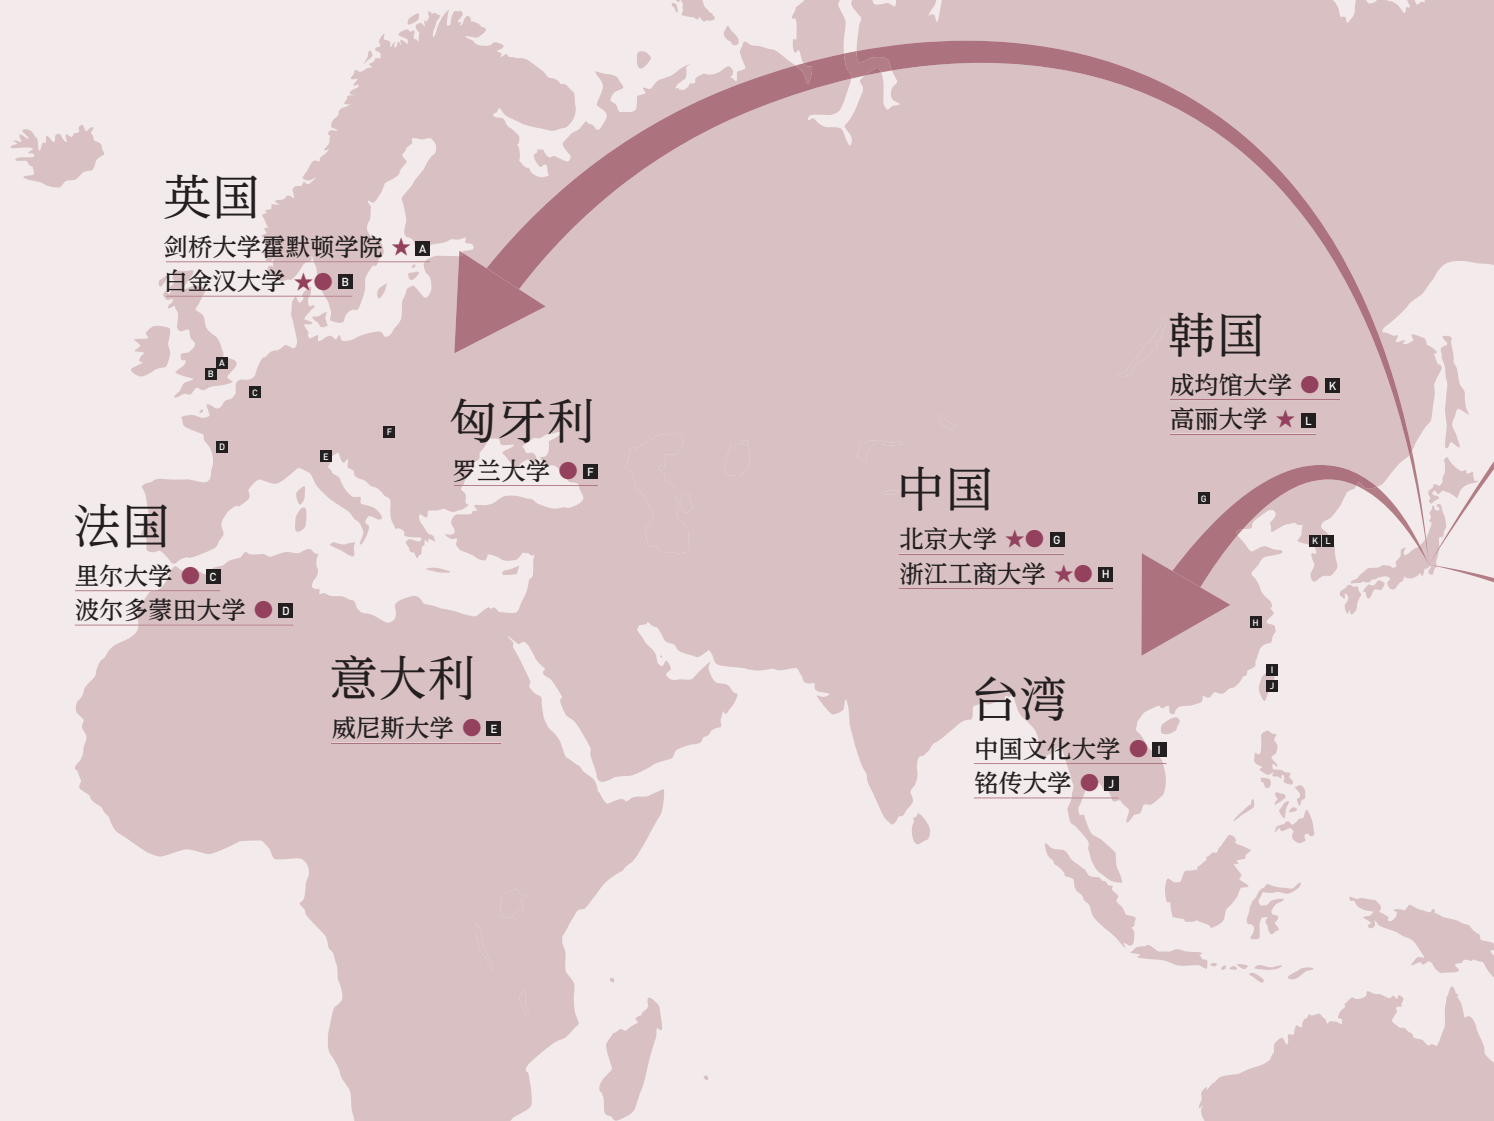 英国
剑桥大学霍默顿学院 ★ A
白金汉大学 ★● B
A
B
C
D
E
F
匈牙利
罗兰大学 ● F
法国
里尔大学 ● C
波尔多蒙田大学 ● D
意大利
威尼斯大学 ● E
韩国
成均馆大学 ● K
高丽大学 ★ L
中国
北京大学 ★● G
浙江工商大学 ★● H
G
K L
H
I
J
台湾
中国文化大学 ● I
铭传大学 ● J